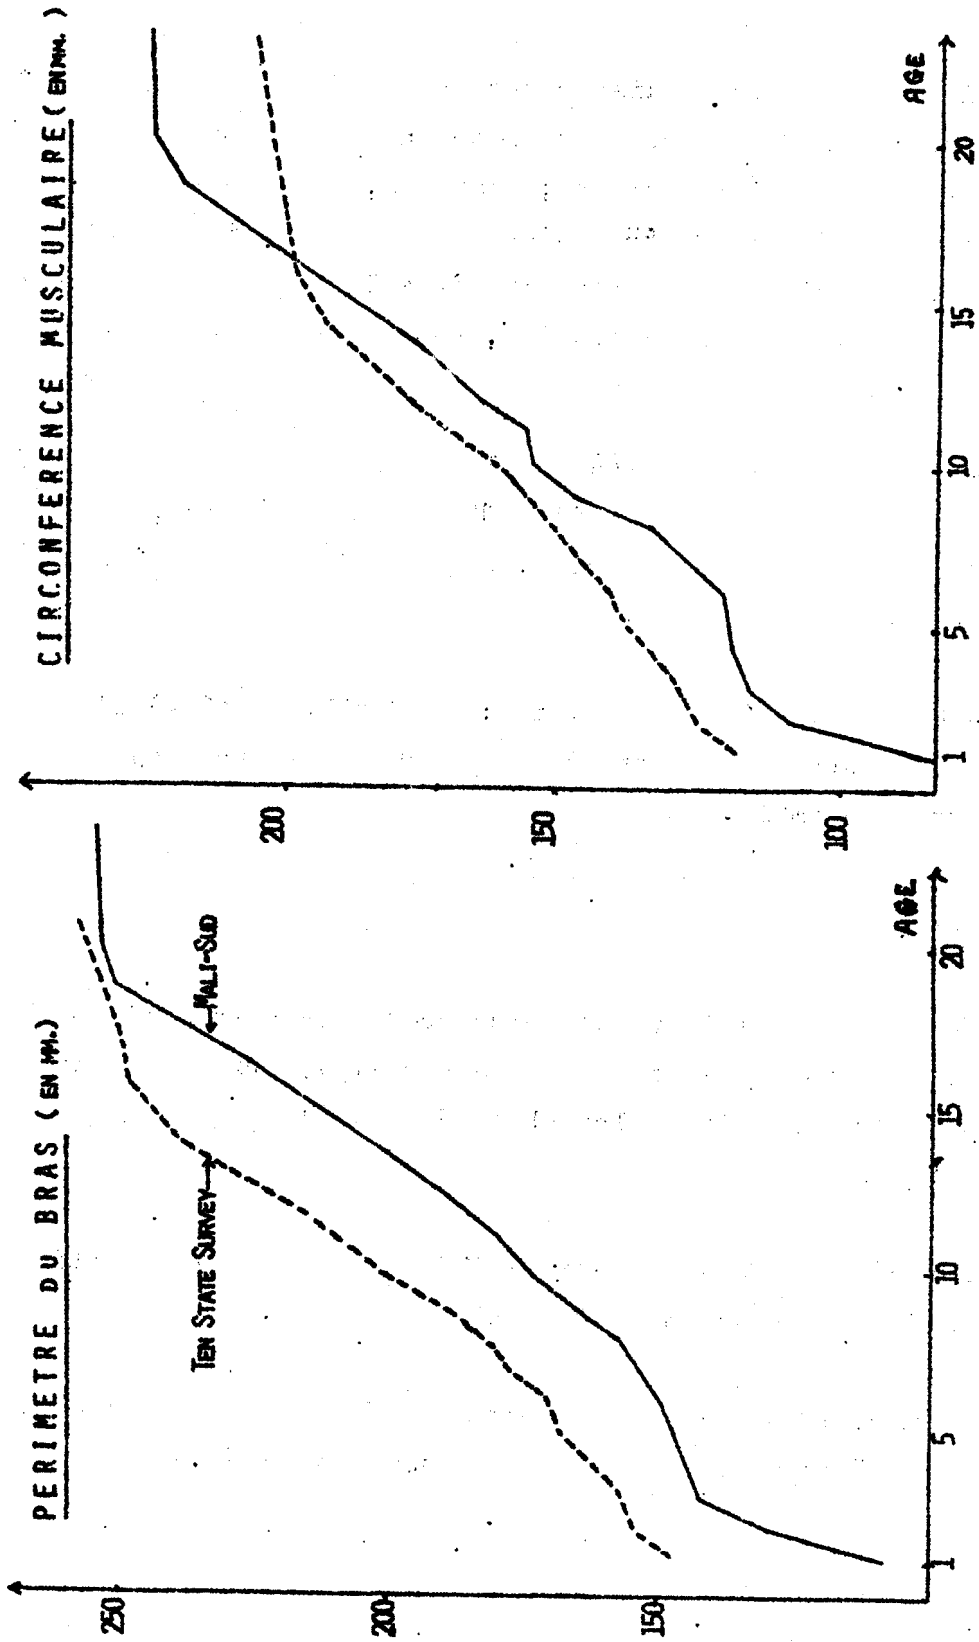 PERIMETRE DU BRAS (EN MM.)
250
200
150
TEN STATE SURVEY
MALI-SUD
1
5
10
15
20
AGE
CIRCONFERENCE MUSCULAIRE (EN MM.)
200
150
100
1
5
10
15
20
AGE